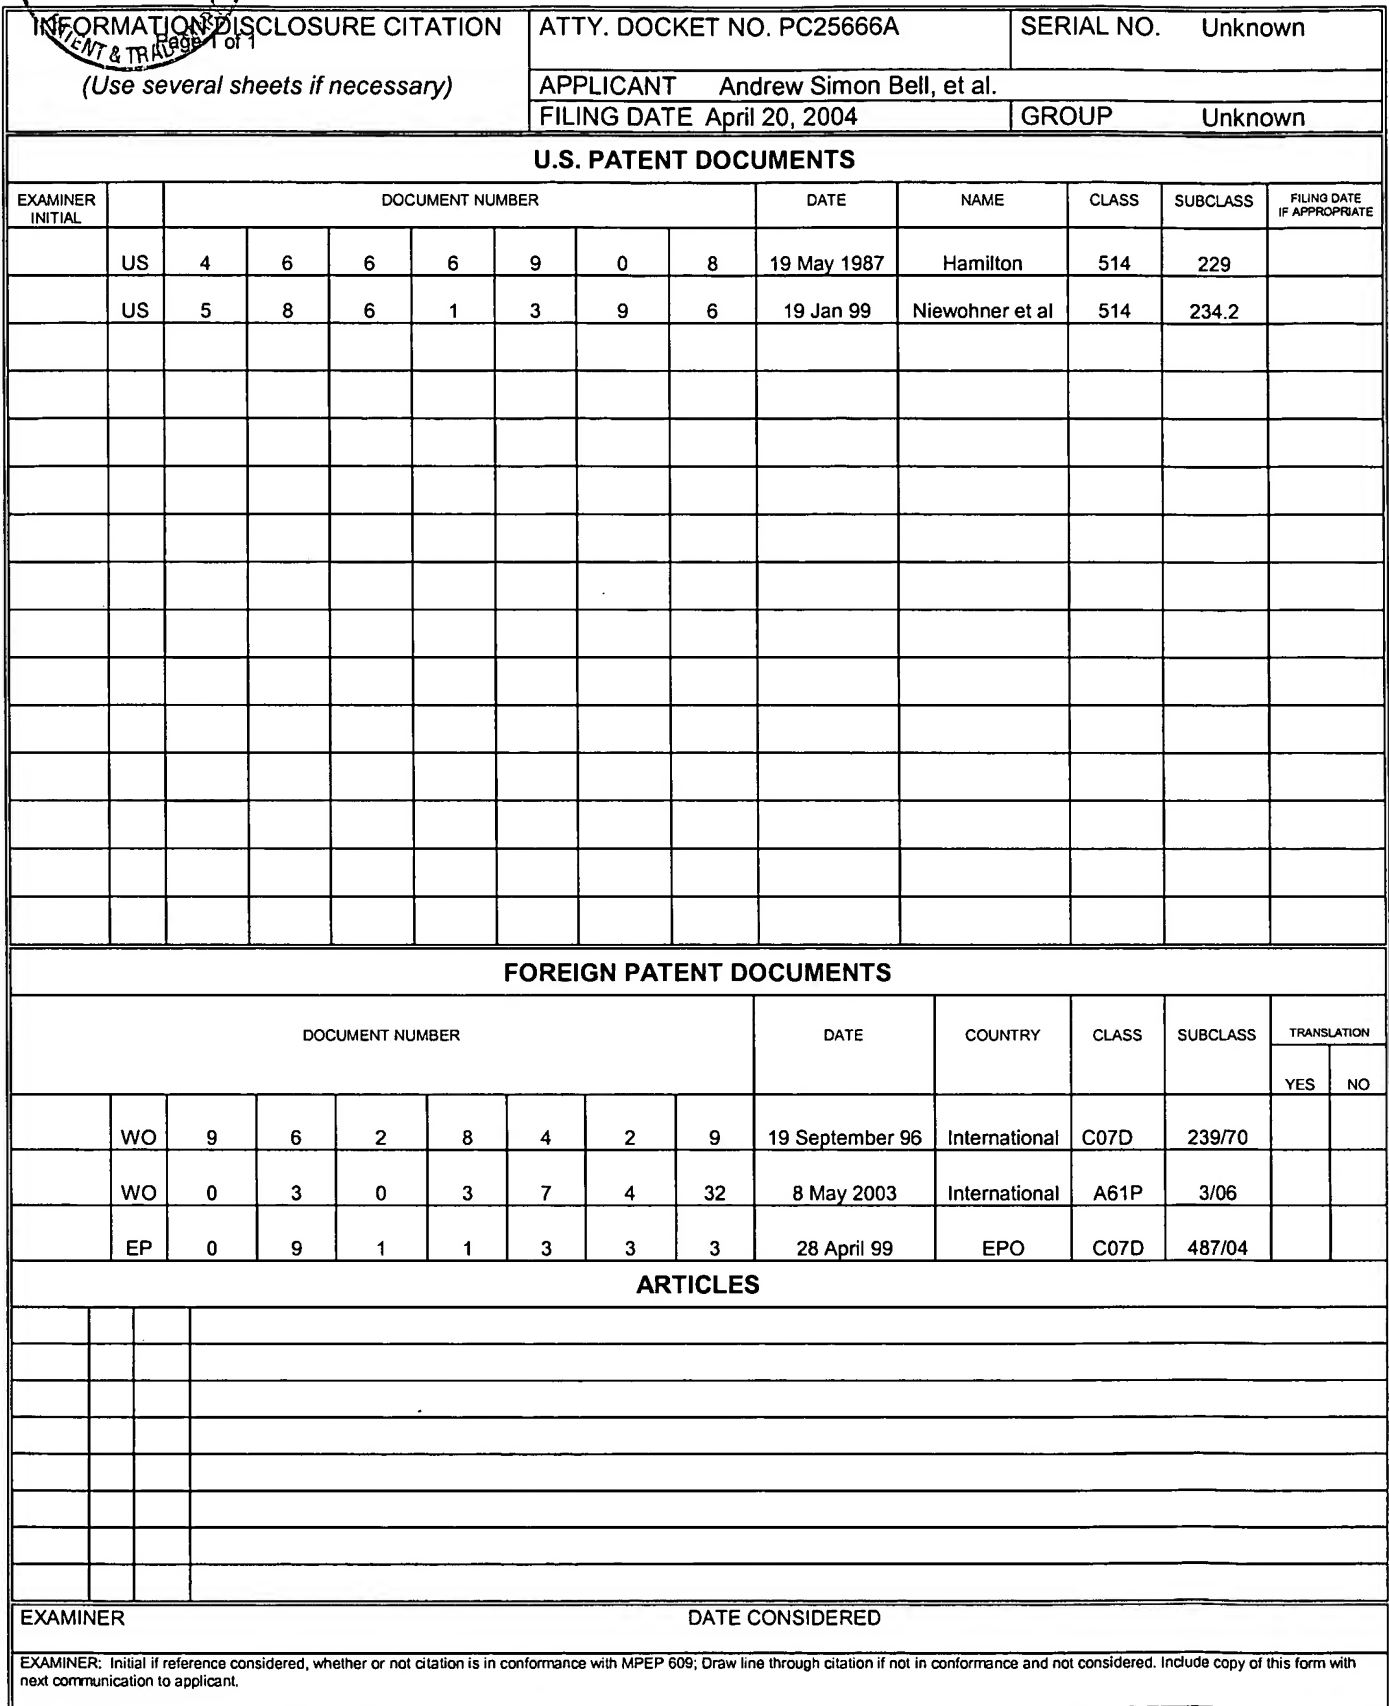 INFORMATION DISCLOSURE CITATION
Page 1 of 1
(Use several sheets if necessary)
ATTY. DOCKET NO. PC25666A
SERIAL NO. Unknown
APPLICANT Andrew Simon Bell, et al.
FILING DATE April 20, 2004
GROUP Unknown
U.S. PATENT DOCUMENTS
EXAMINER INITIAL DOCUMENT NUMBER DATE NAME CLASS SUBCLASS FILING DATE IF APPROPRIATE
US 4 6 6 6 9 0 8 19 May 1987 Hamilton 514 229
US 5 8 6 1 3 9 6 19 Jan 99 Niewohner et al 514 234.2
FOREIGN PATENT DOCUMENTS
DOCUMENT NUMBER DATE COUNTRY CLASS SUBCLASS TRANSLATION
YES NO
WO 9 6 2 8 4 2 9 19 September 96 International C07D 239/70
WO 0 3 0 3 7 4 32 8 May 2003 International A61P 3/06
EP 0 9 1 1 3 3 3 28 April 99 EPO C07D 487/04
ARTICLES
EXAMINER DATE CONSIDERED
EXAMINER: Initial if reference considered, whether or not citation is in conformance with MPEP 609; Draw line through citation if not in conformance and not considered. Include copy of this form with
next communication to applicant.